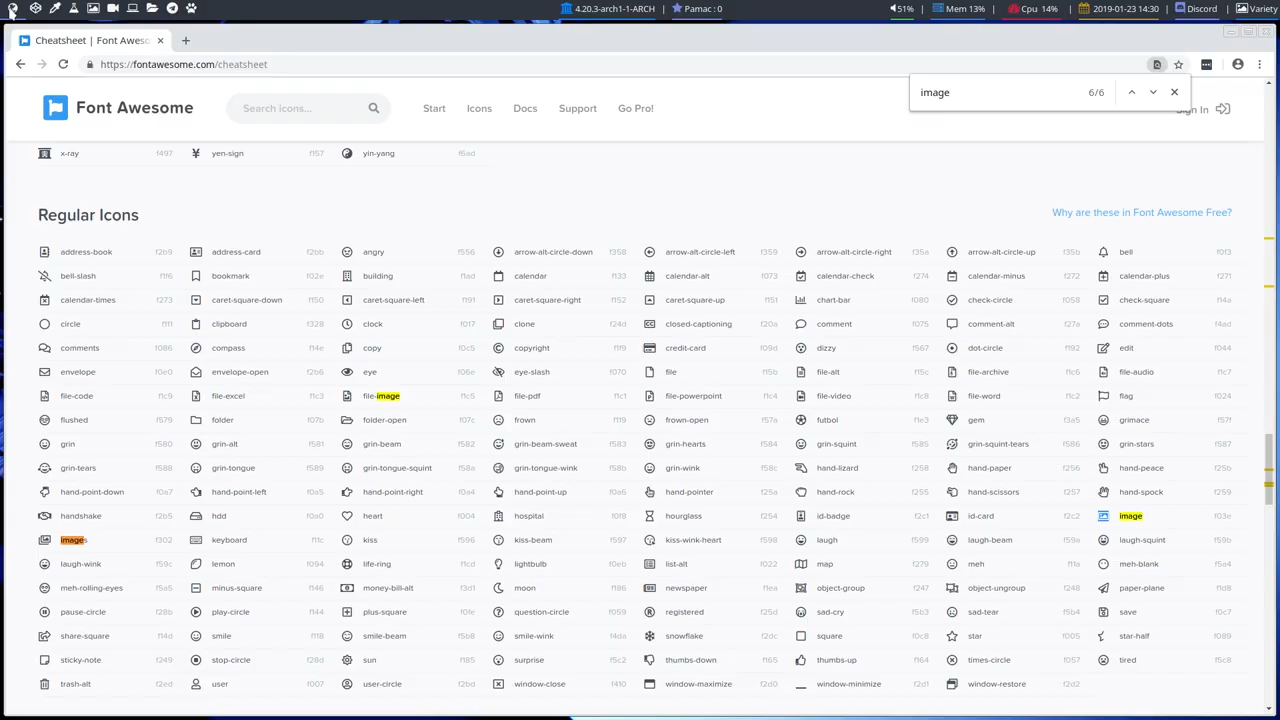 4.20.3-arch1-1-ARCH Pamac : 0 51% Mem 13% Cpu 14% 2019-01-23 14:30 Discord Variety
Cheatsheet | Font Aweso
https://fontawesome.com/cheatsheet
image 6/6
Font Awesome Search icons... Start Icons Docs Support Go Pro! Sign In
x-ray f497 yen-sign f157 yin-yang f6ad
Regular Icons Why are these in Font Awesome Free?
address-book f2b9 address-card f2bb angry f556 arrow-alt-circle-down f358 arrow-alt-circle-left f359 arrow-alt-circle-right f35a arrow-alt-circle-up f35b bell f0f3
bell-slash f1f6 bookmark f02e building f1ad calendar f133 calendar-alt f073 calendar-check f274 calendar-minus f272 calendar-plus f271
calendar-times f273 caret-square-down f150 caret-square-left f191 caret-square-right f152 caret-square-up f151 chart-bar f080 check-circle f058 check-square f14a
circle f111 clipboard f328 clock f017 clone f24d closed-captioning f20a comment f075 comment-alt f27a comment-dots f4ad
comments f086 compass f14e copy f0c5 copyright f1f9 credit-card f09d dizzy f567 dot-circle f192 edit f044
envelope f0e0 envelope-open f2b6 eye f06e eye-slash f070 file f15b file-alt f15c file-archive f1c6 file-audio f1c7
file-code f1c9 file-excel f1c3 file-image f1c5 file-pdf f1c1 file-powerpoint f1c4 file-video f1c8 file-word f1c2 flag f024
flushed f579 folder f07b folder-open f07c frown f119 frown-open f57a futbol f1e3 gem f3a5 grimace f57f
grin f580 grin-alt f581 grin-beam f582 grin-beam-sweat f583 grin-hearts f584 grin-squint f585 grin-squint-tears f586 grin-stars f587
grin-tears f588 grin-tongue f589 grin-tongue-squint f58a grin-tongue-wink f58b grin-wink f58c hand-lizard f258 hand-paper f256 hand-peace f25b
hand-point-down f0a7 hand-point-left f0a5 hand-point-right f0a4 hand-point-up f0a6 hand-pointer f25a hand-rock f255 hand-scissors f257 hand-spock f259
handshake f2b5 hdd f0a0 heart f004 hospital f0f8 hourglass f254 id-badge f2c1 id-card f2c2 image f03e
images f302 keyboard f11c kiss f596 kiss-beam f597 kiss-wink-heart f598 laugh f599 laugh-beam f59a laugh-squint f59b
laugh-wink f59c lemon f094 life-ring f1cd lightbulb f0eb list-alt f022 map f279 meh f11a meh-blank f5a4
meh-rolling-eyes f5a5 minus-square f146 money-bill-alt f3d1 moon f186 newspaper f1ea object-group f247 object-ungroup f248 paper-plane f1d8
pause-circle f28b play-circle f144 plus-square f0fe question-circle f059 registered f25d sad-cry f5b3 sad-tear f5b4 save f0c7
share-square f14d smile f118 smile-beam f5b8 smile-wink f4da snowflake f2dc square f0c8 star f005 star-half f089
sticky-note f249 stop-circle f28d sun f185 surprise f5c2 thumbs-down f165 thumbs-up f164 times-circle f057 tired f5c8
trash-alt f2ed user f007 user-circle f2bd window-close f410 window-maximize f2d0 window-minimize f2d1 window-restore f2d2